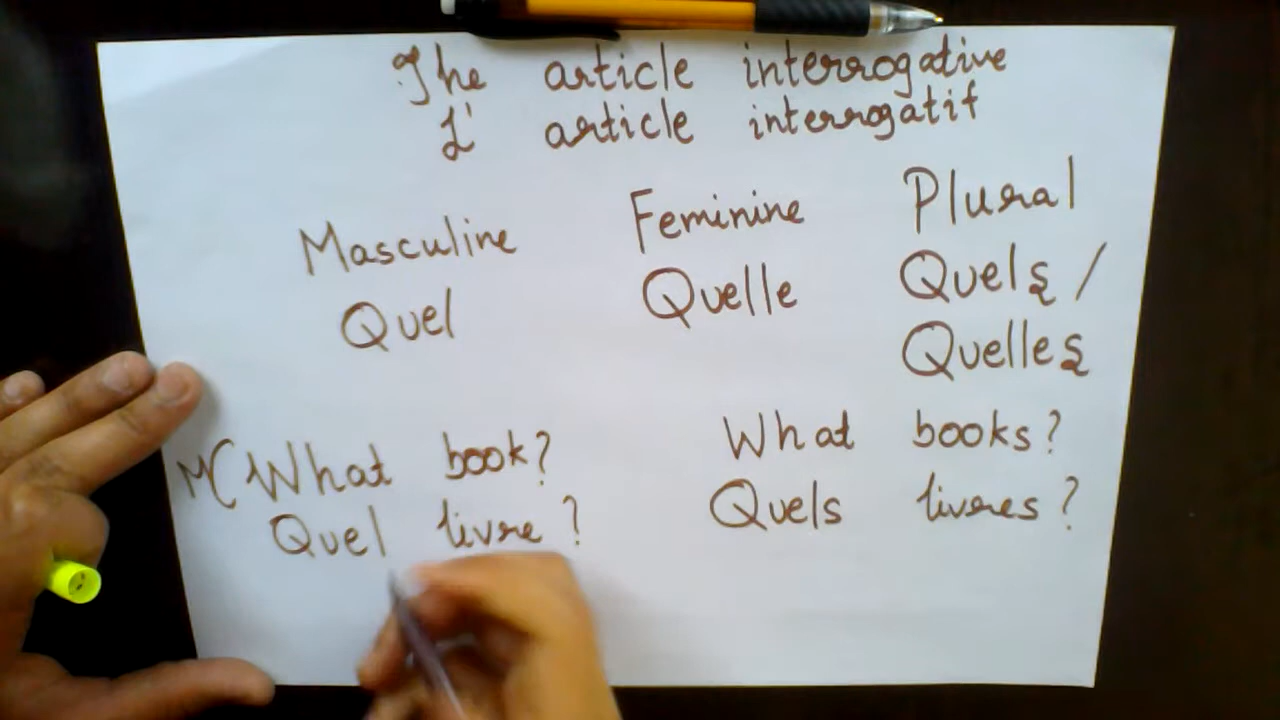 The article interrogative
L' article interrogatif
Masculine Feminine Plural
Quel Quelle Quels /
Quelles
M( What book? What books?
Quel livre? Quels livres?